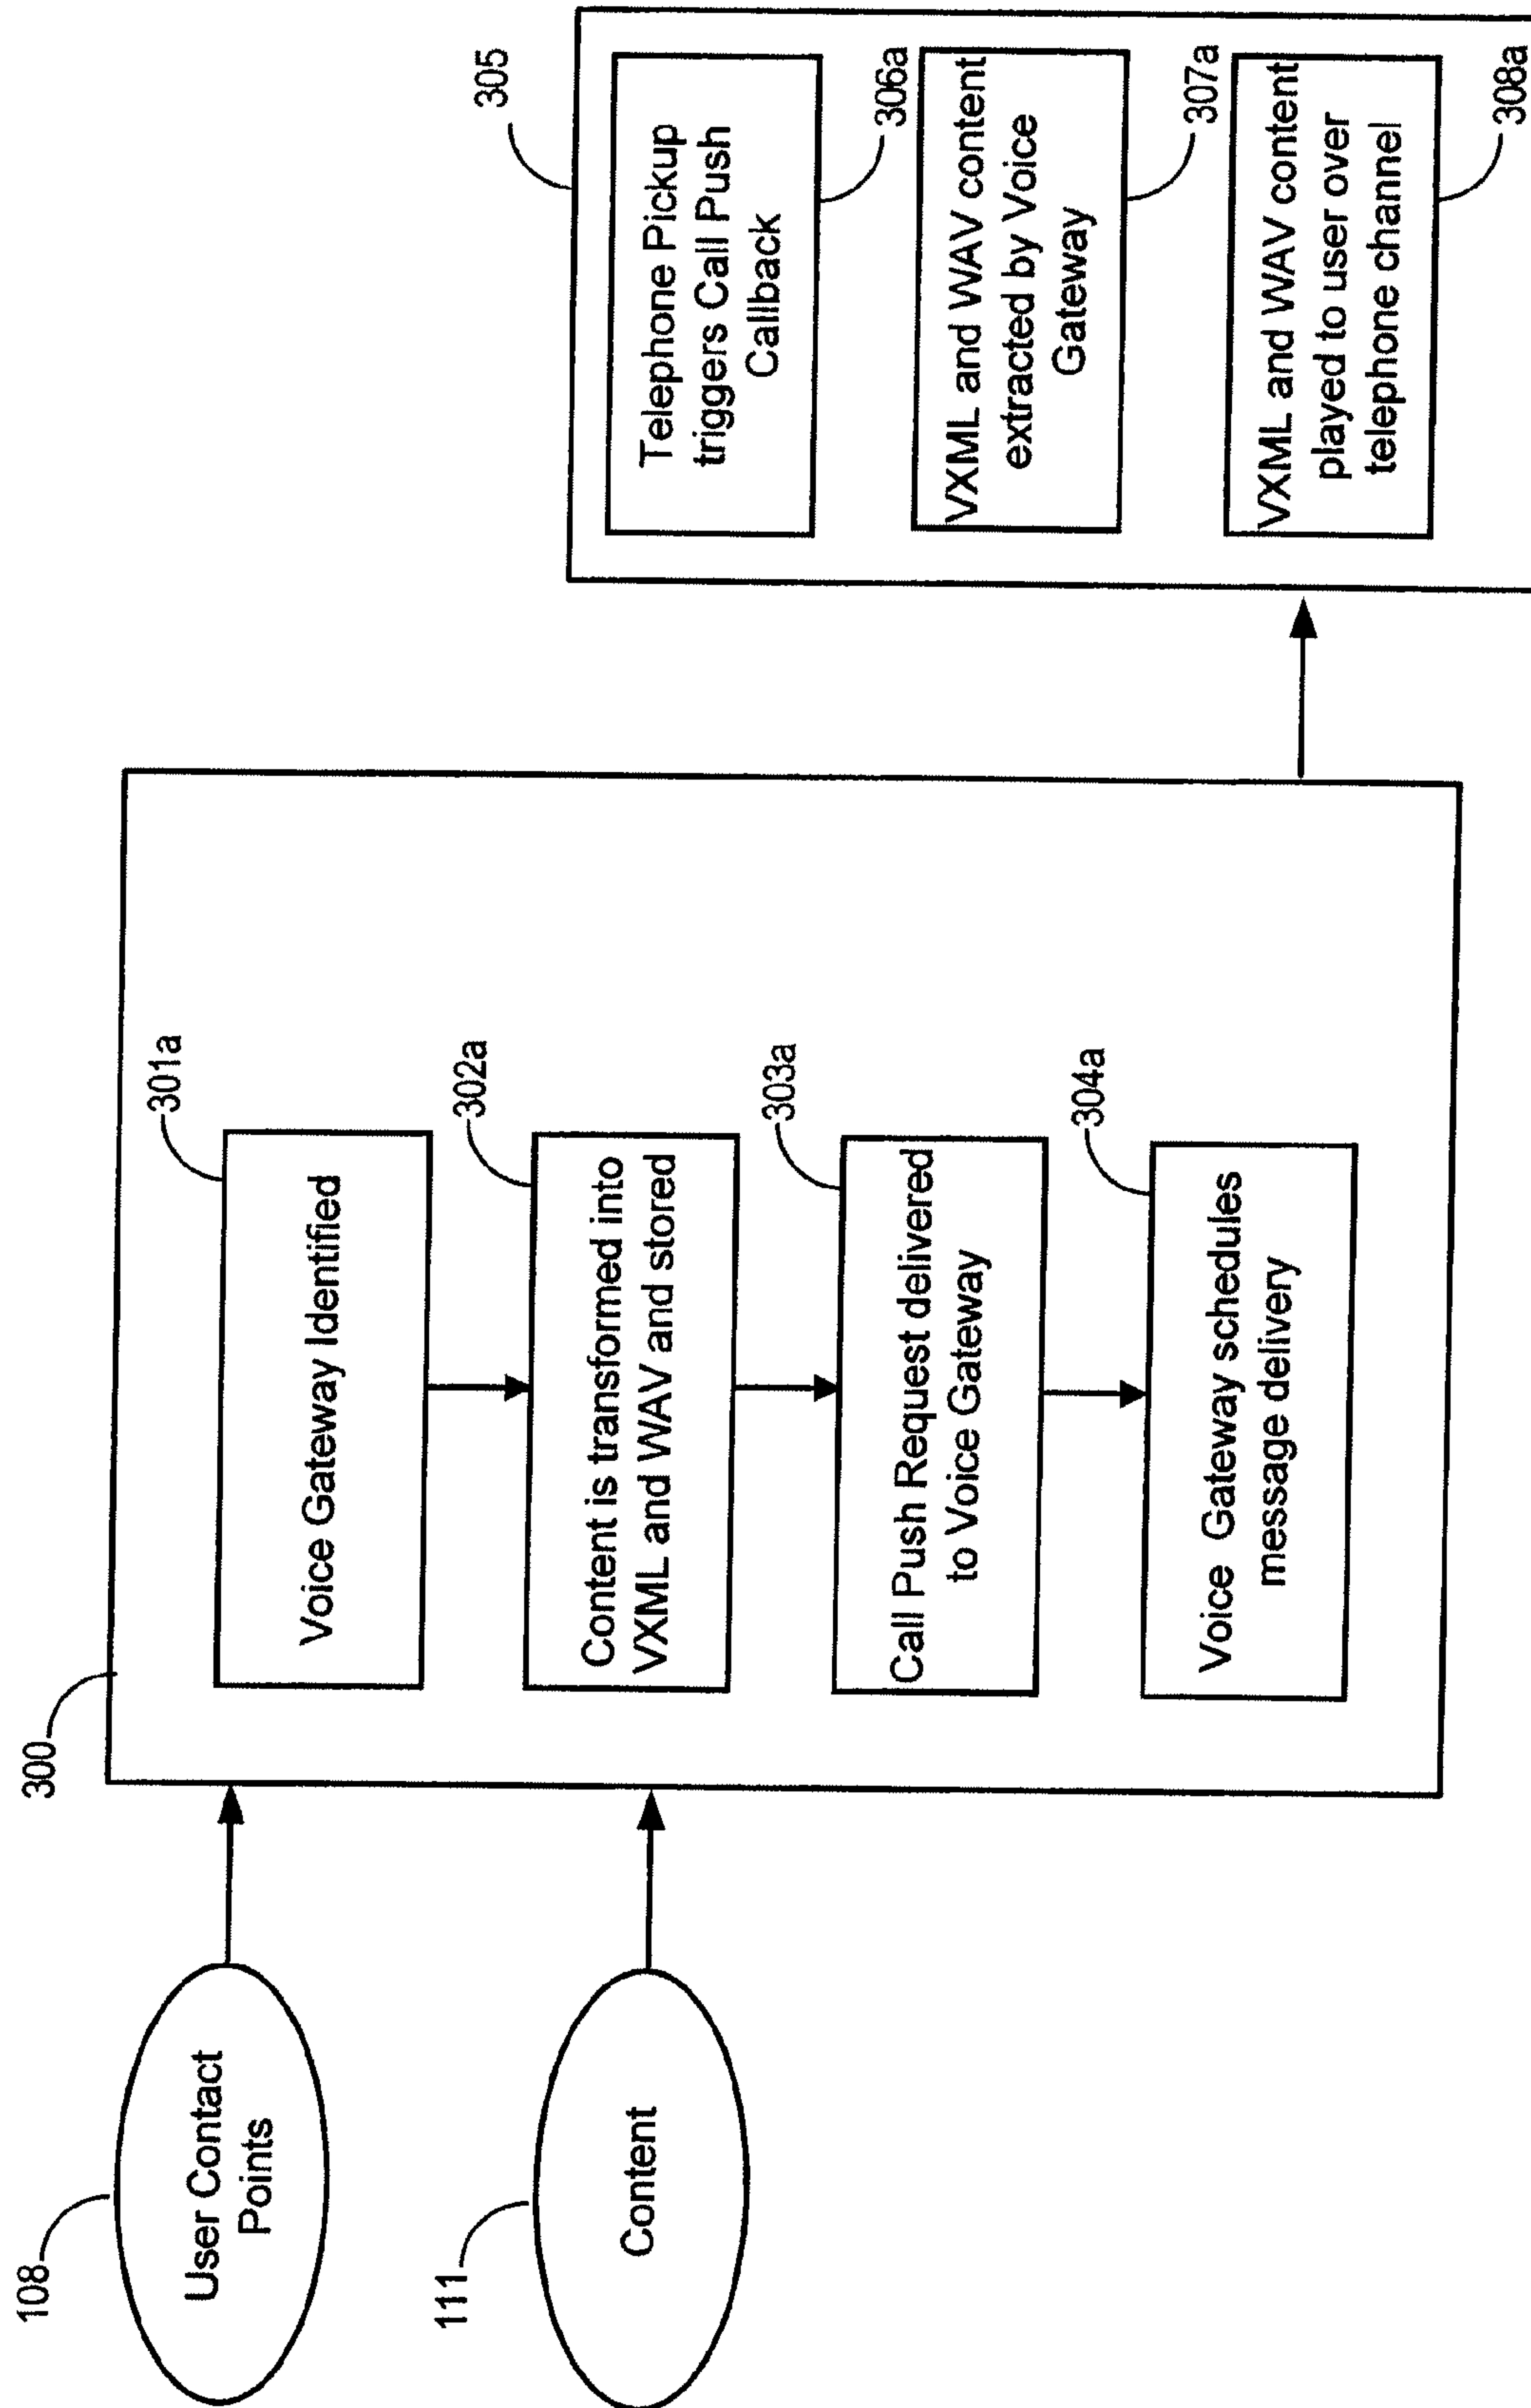 108
User Contact
Points
111
Content
300
301a
Voice Gateway Identified
302a
Content is transformed into
VXML and WAV and stored
303a
Call Push Request delivered
to Voice Gateway
304a
Voice Gateway schedules
message delivery
305
Telephone Pickup
triggers Call Push
Callback
306a
VXML and WAV content
extracted by Voice
Gateway
307a
VXML and WAV content
played to user over
telephone channel
308a